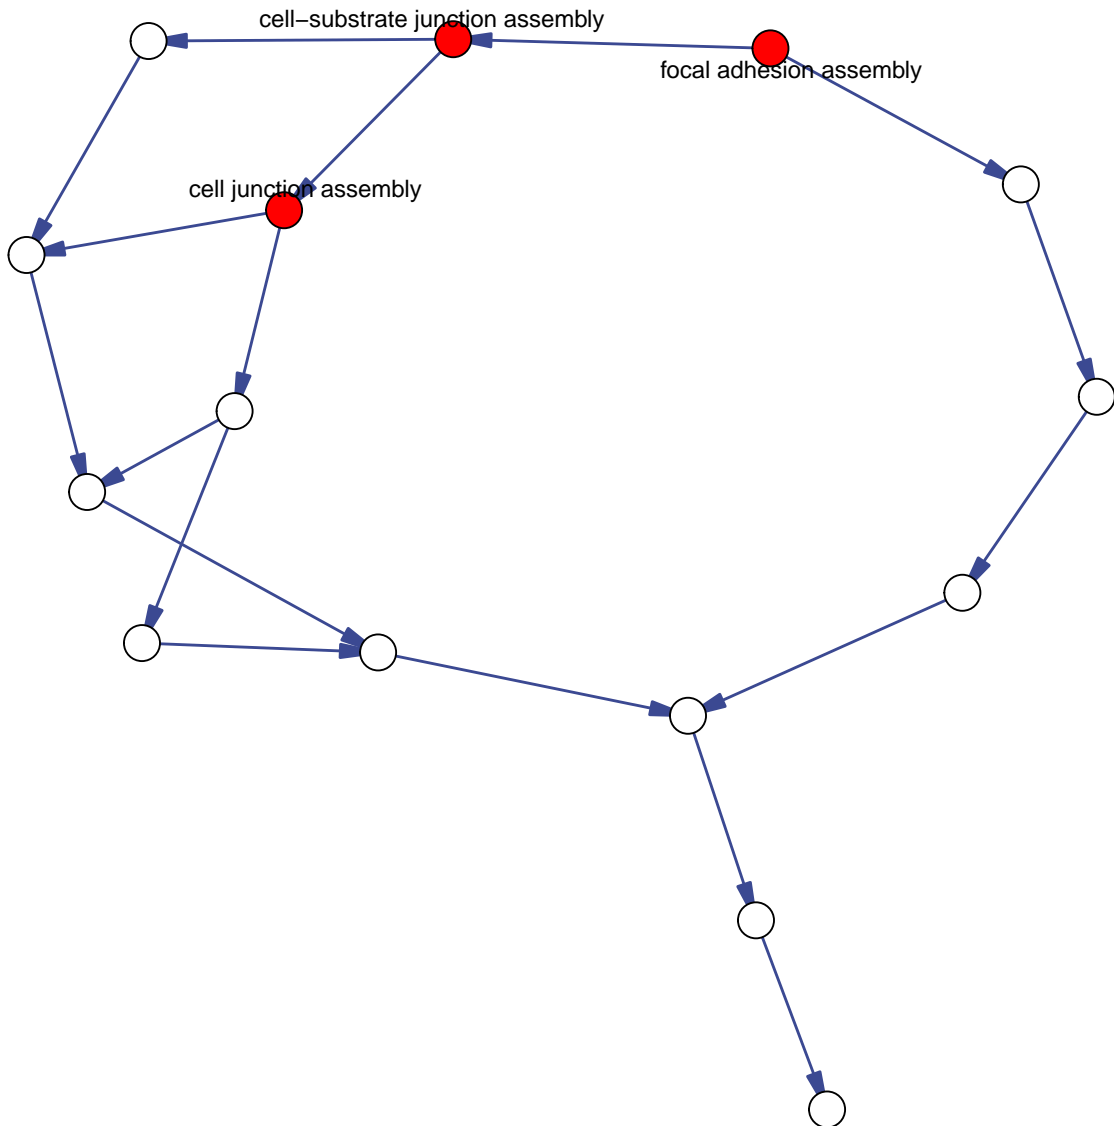 cell−substrate junction assembly
focal adhesion assembly
cell junction assembly